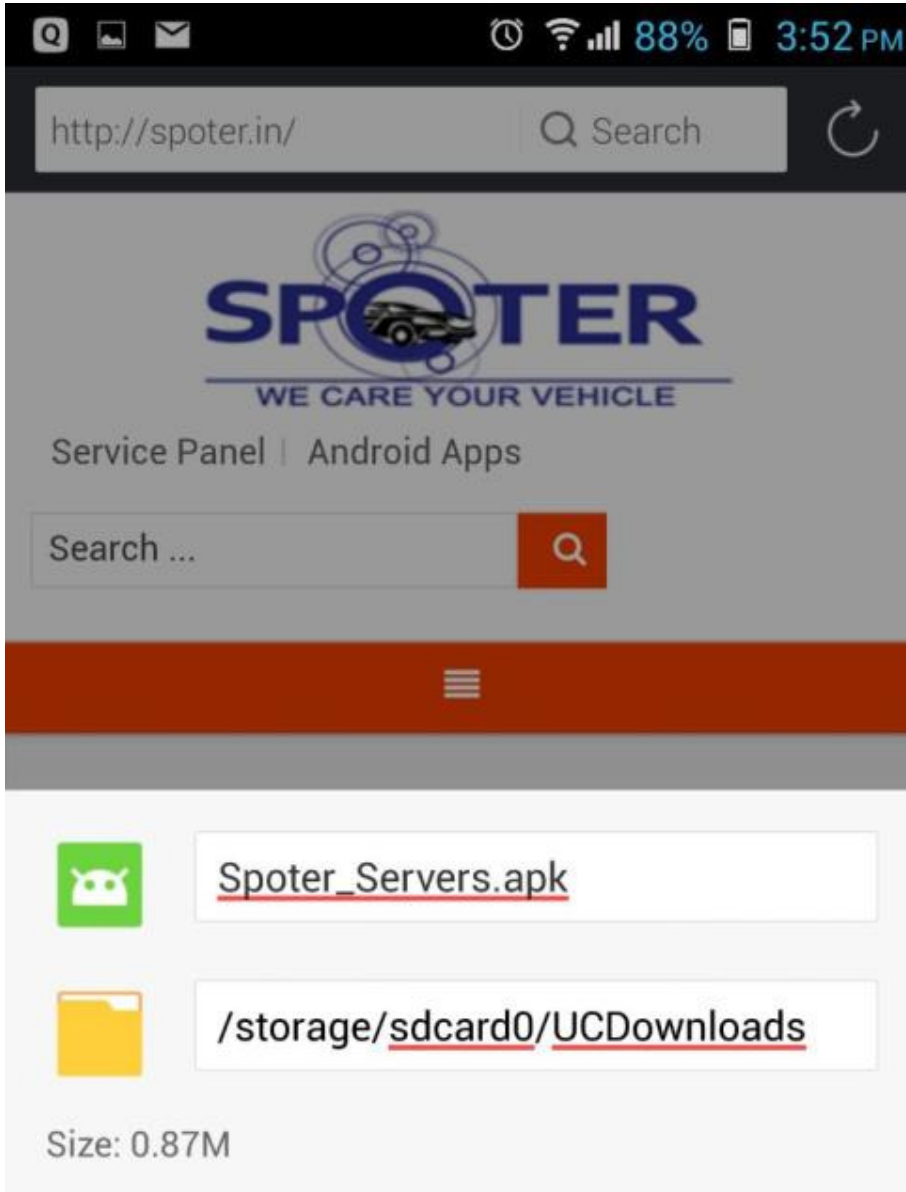 Q 88% 3:52 PM
http://spoter.in/ Search
SPOTER
WE CARE YOUR VEHICLE
Service Panel | Android Apps
Search ...
Spoter_Servers.apk
/storage/sdcard0/UCDownloads
Size: 0.87M